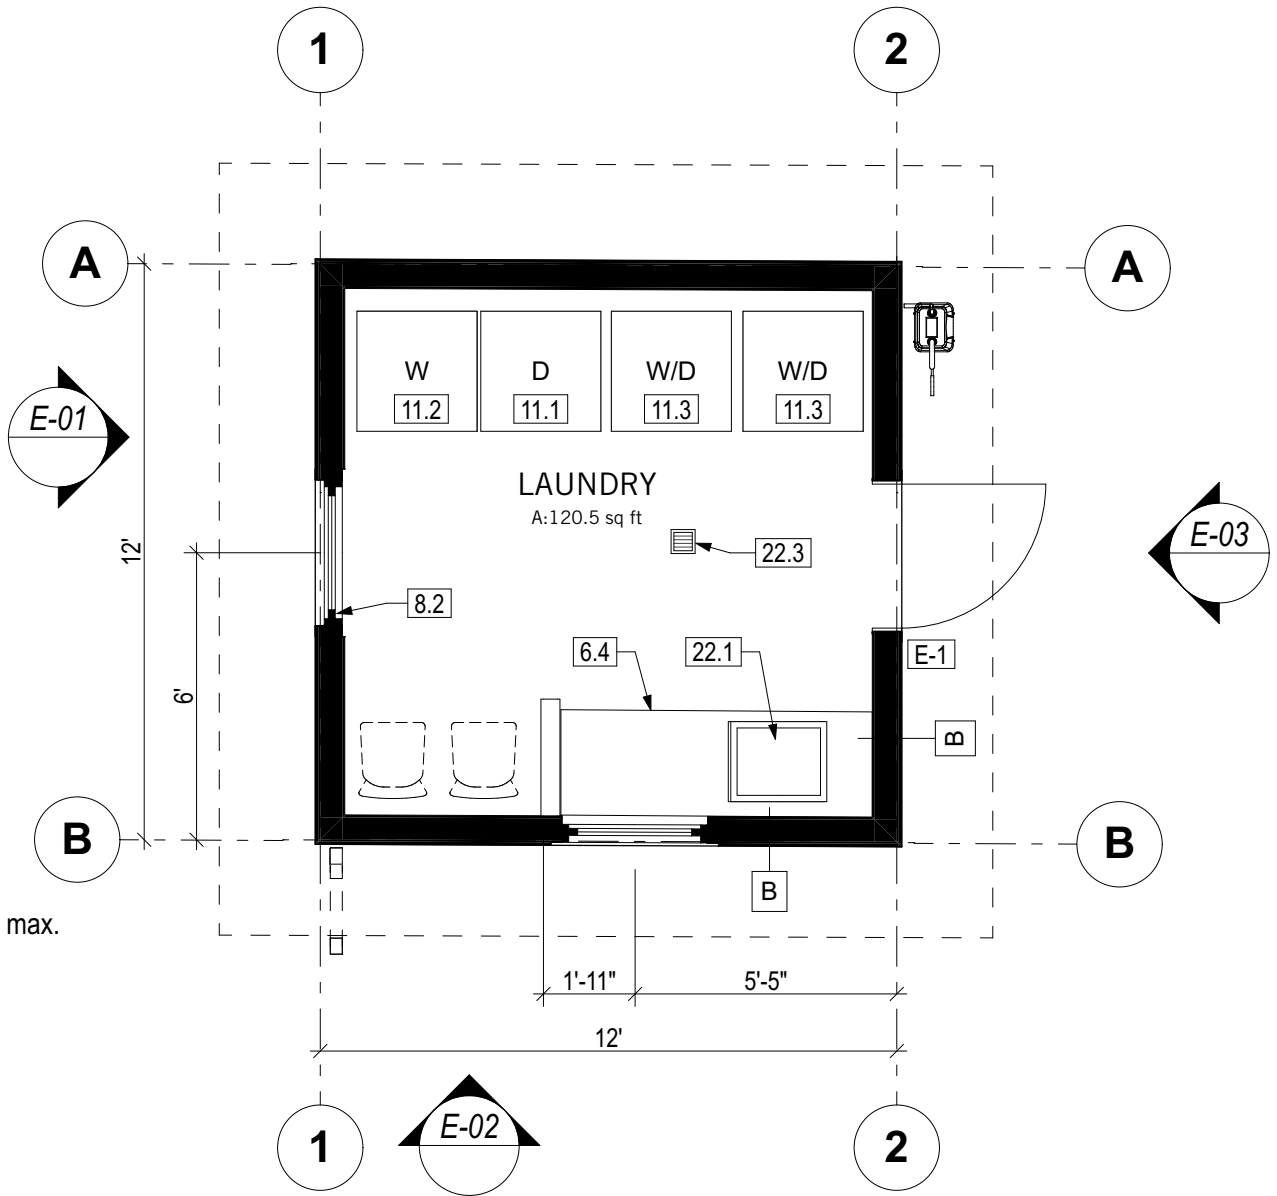 1
2
A
A
W
D
W/D
W/D
11.2
11.1
11.3
11.3
E-01
LAUNDRY
A:120.5 sq ft
22.3
E-03
12'
8.2
6.4
22.1
E-1
6'
B
B
B
B
max.
1'-11"
5'-5"
12'
E-02
1
2